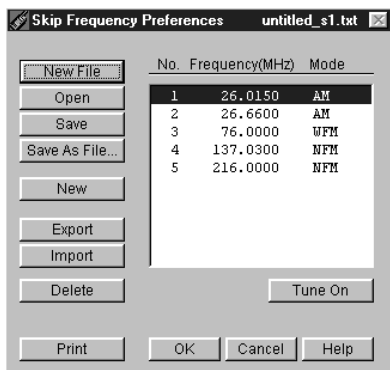 Skip Frequency Preferences untitled_s1.txt
New File
Open
Save
Save As File...
New
Export
Import
Delete
Print
No. Frequency(MHz) Mode
1 26.0150 AM
2 26.6600 AM
3 76.0000 WFM
4 137.0300 NFM
5 216.0000 NFM
Tune On
OK Cancel Help